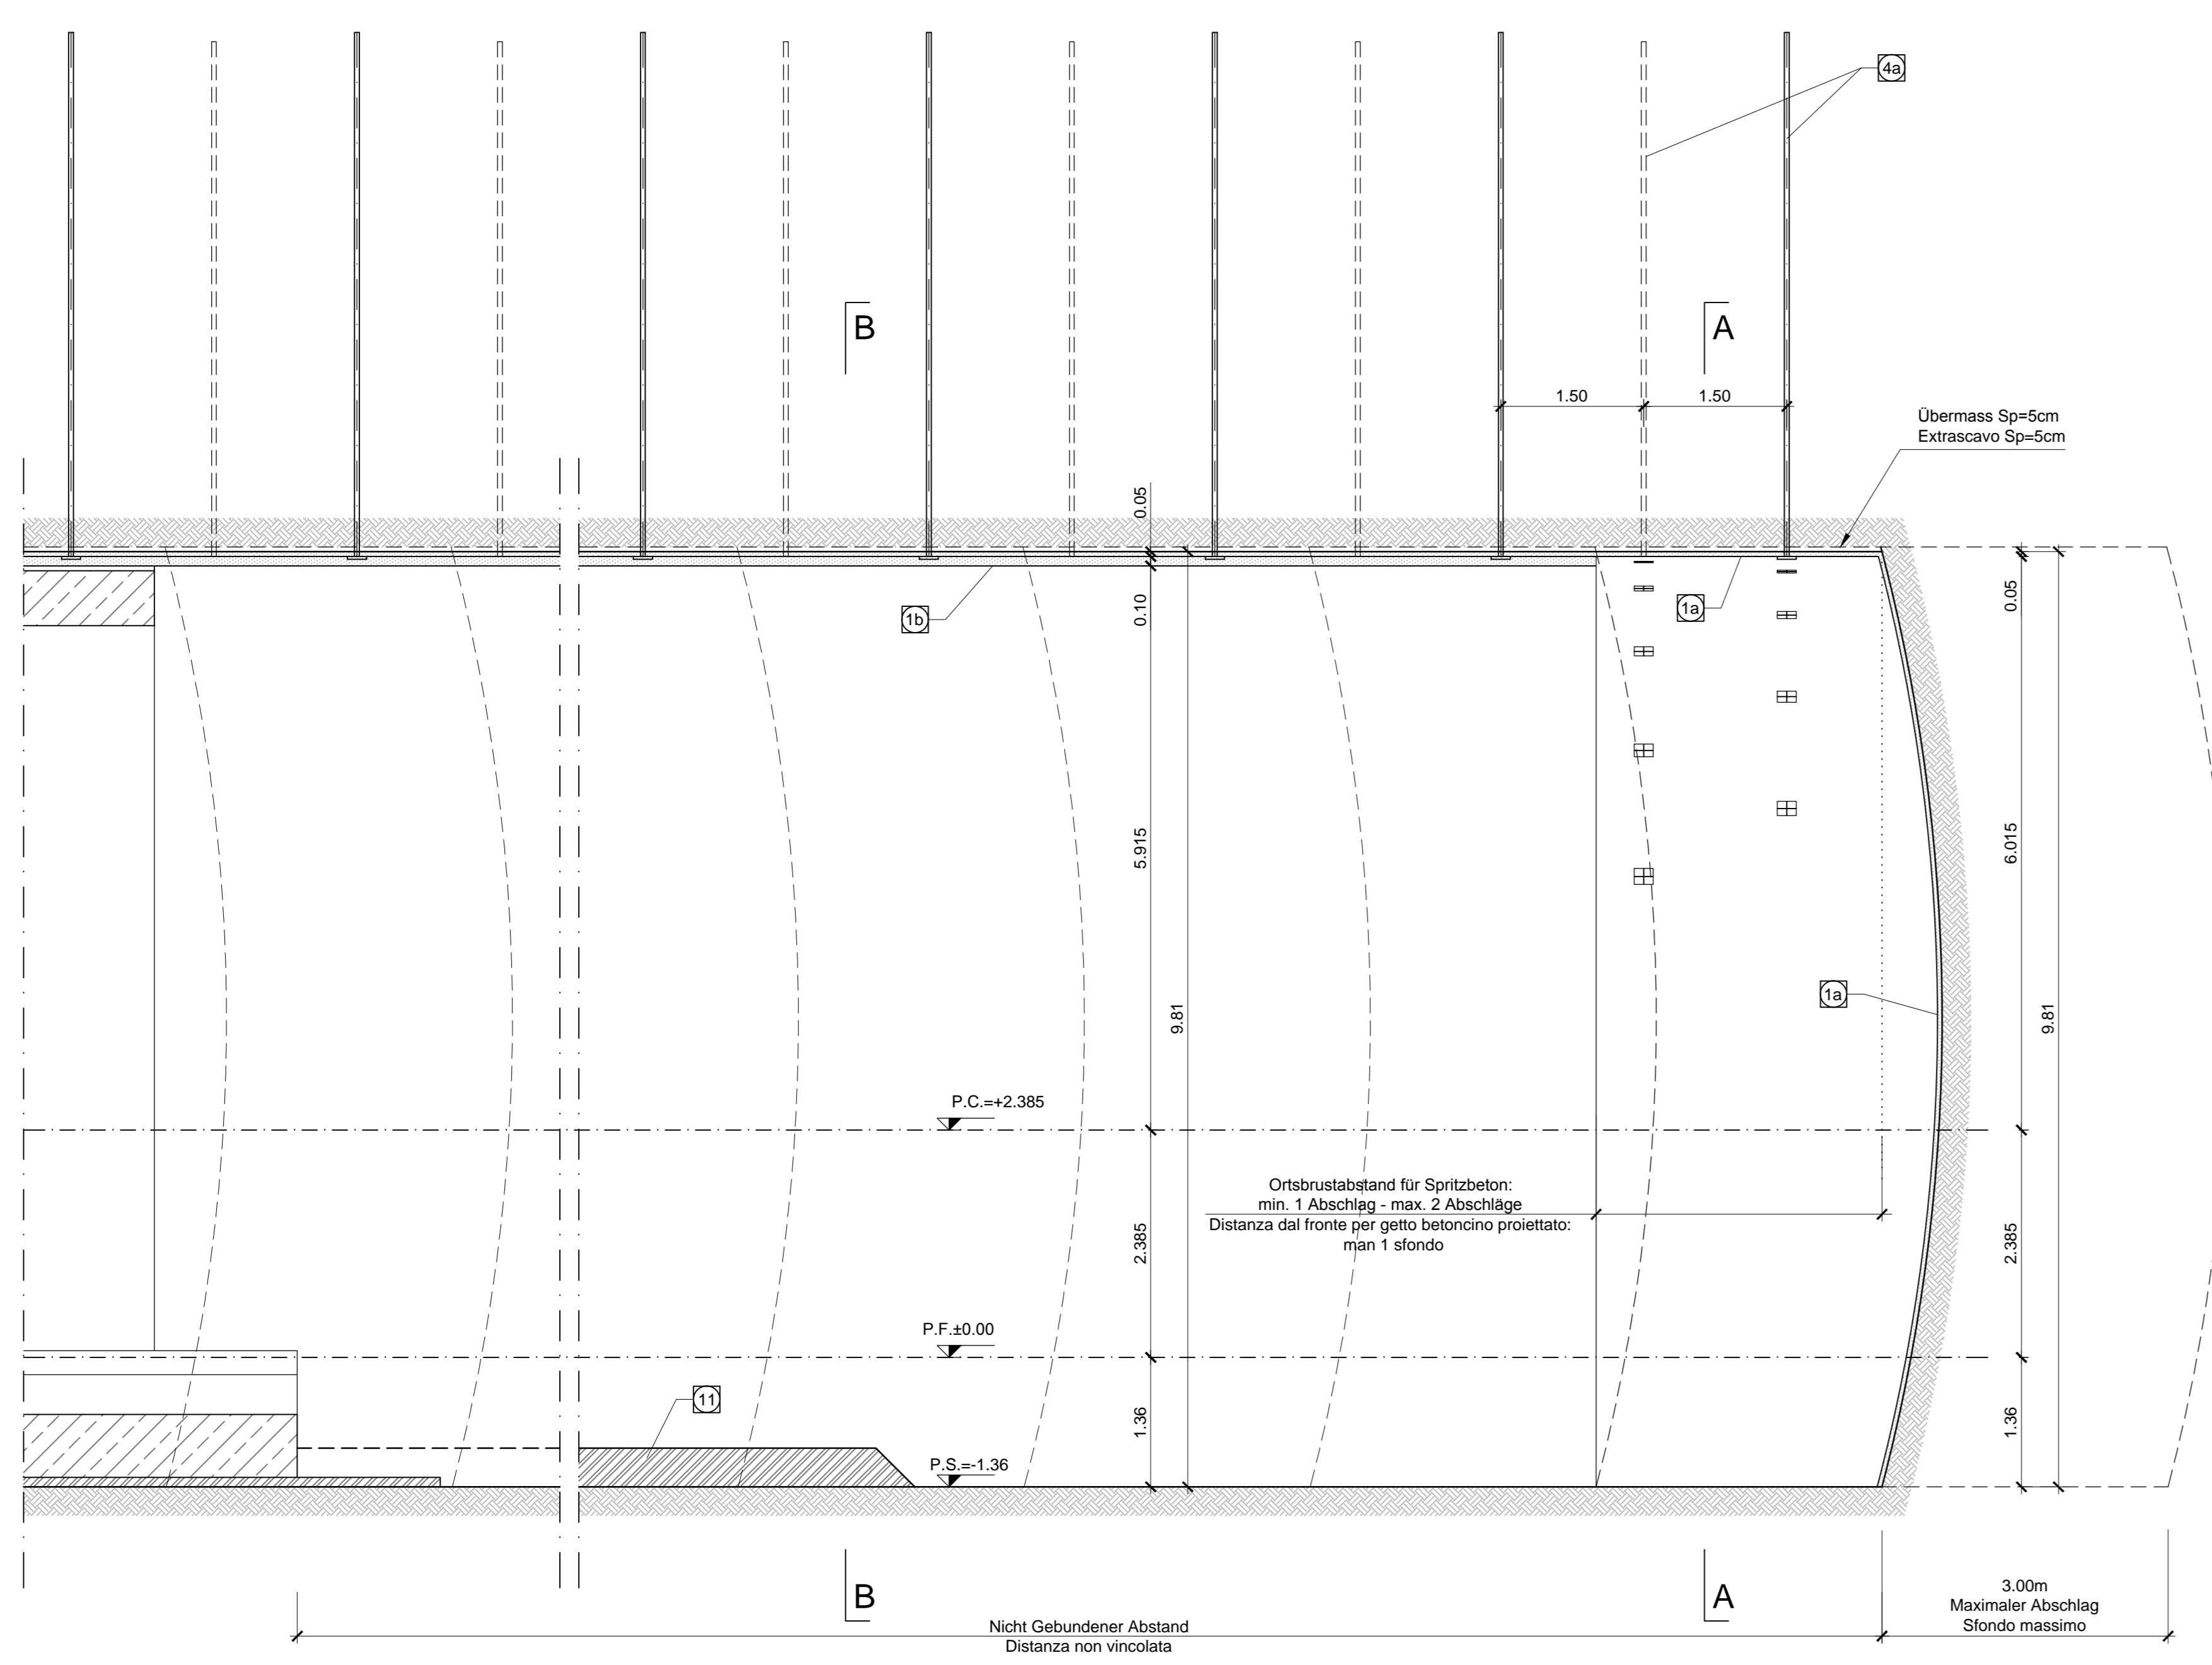 4a
B
A
1.50
1.50
Übermass Sp=5cm
Extrascavo Sp=5cm
0.05
0.10
0.05
1b
1a
5.915
6.015
9.81
9.81
1a
P.C.=+2.385
Ortsbrustabstand für Spritzbeton:
min. 1 Abschlag - max. 2 Abschläge
Distanza dal fronte per getto betoncino proiettato:
man 1 sfondo
2.385
2.385
P.F.±0.00
11
1.36
1.36
P.S.=-1.36
B
A
3.00m
Maximaler Abschlag
Sfondo massimo
Nicht Gebundener Abstand
Distanza non vincolata